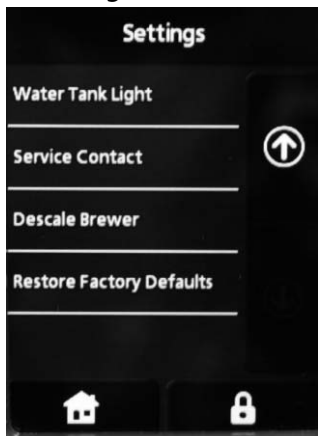 Settings
Water Tank Light
Service Contact
Descale Brewer
Restore Factory Defaults